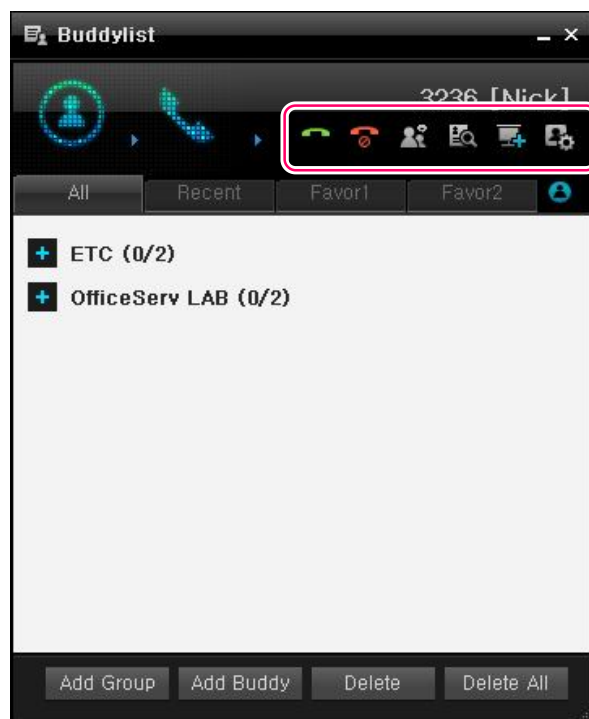 Buddylist
3236 [Nick]
All Recent Favor1 Favor2
ETC (0/2)
OfficeServ LAB (0/2)
Add Group Add Buddy Delete Delete All